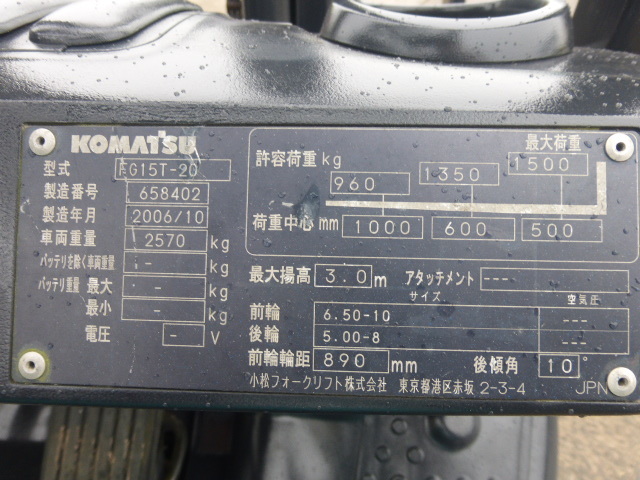 KOMATSU
型式 FG15T-20
製造番号 658402
製造年月 2006/10
車両重量 2570 kg
バッテリを除く車両重量 - kg
バッテリ重量 最大 - kg
最小 - kg
電圧 - V
最大荷重
許容荷重 kg 960 1350 1500
荷重中心 mm 1000 600 500
最大揚高 3.0 m アタッチメント ---
サイズ 空気圧
前輪 6.50-10 ---
後輪 5.00-8 ---
前輪輪距 890 mm 後傾角 10°
小松フォークリフト株式会社 東京都港区赤坂 2-3-4 JPN